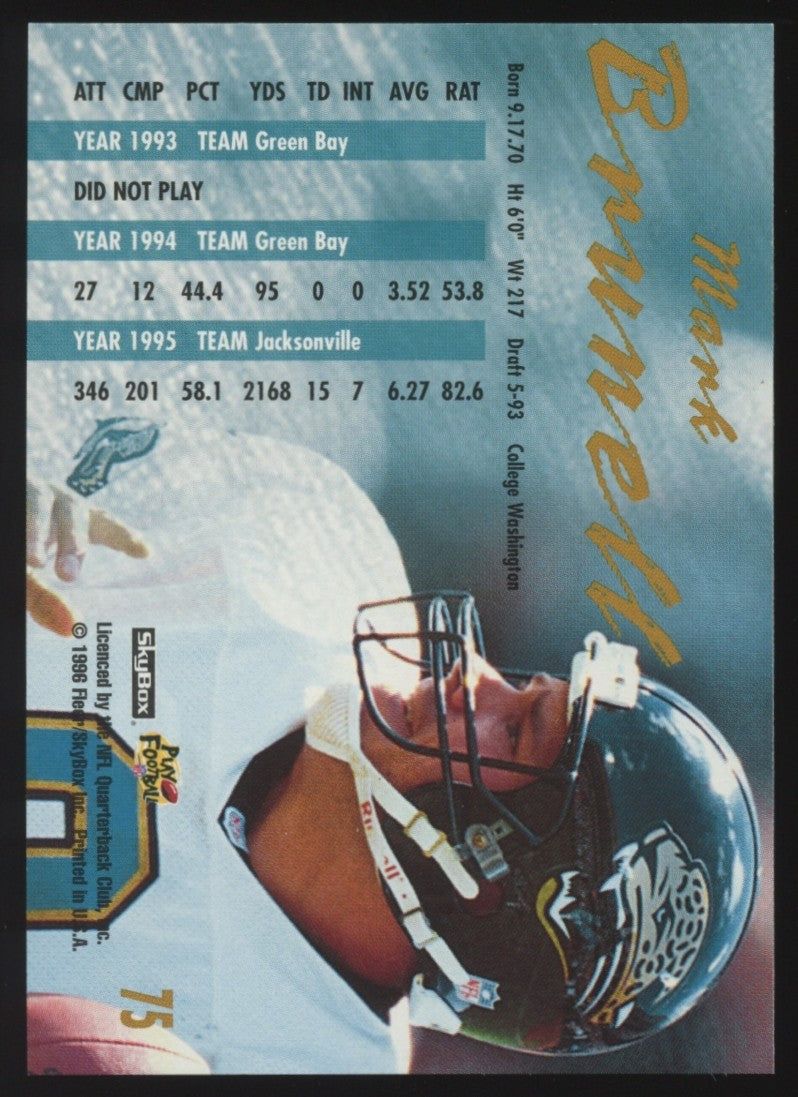 Mark
Brunell
Born 9.17.70 Ht 6'0" Wt 217 Draft 5-93 College Washington
ATT CMP PCT YDS TD INT AVG RAT
YEAR 1993 TEAM Green Bay
DID NOT PLAY
YEAR 1994 TEAM Green Bay
27 12 44.4 95 0 0 3.52 53.8
YEAR 1995 TEAM Jacksonville
346 201 58.1 2168 15 7 6.27 82.6
Riddell
NFL
SkyBox®
PLAY
FOOTBALL
Licenced by the NFL Quarterback Club, Inc.
© 1996 Fleer/SkyBox Inc. Printed in U.S.A.
75